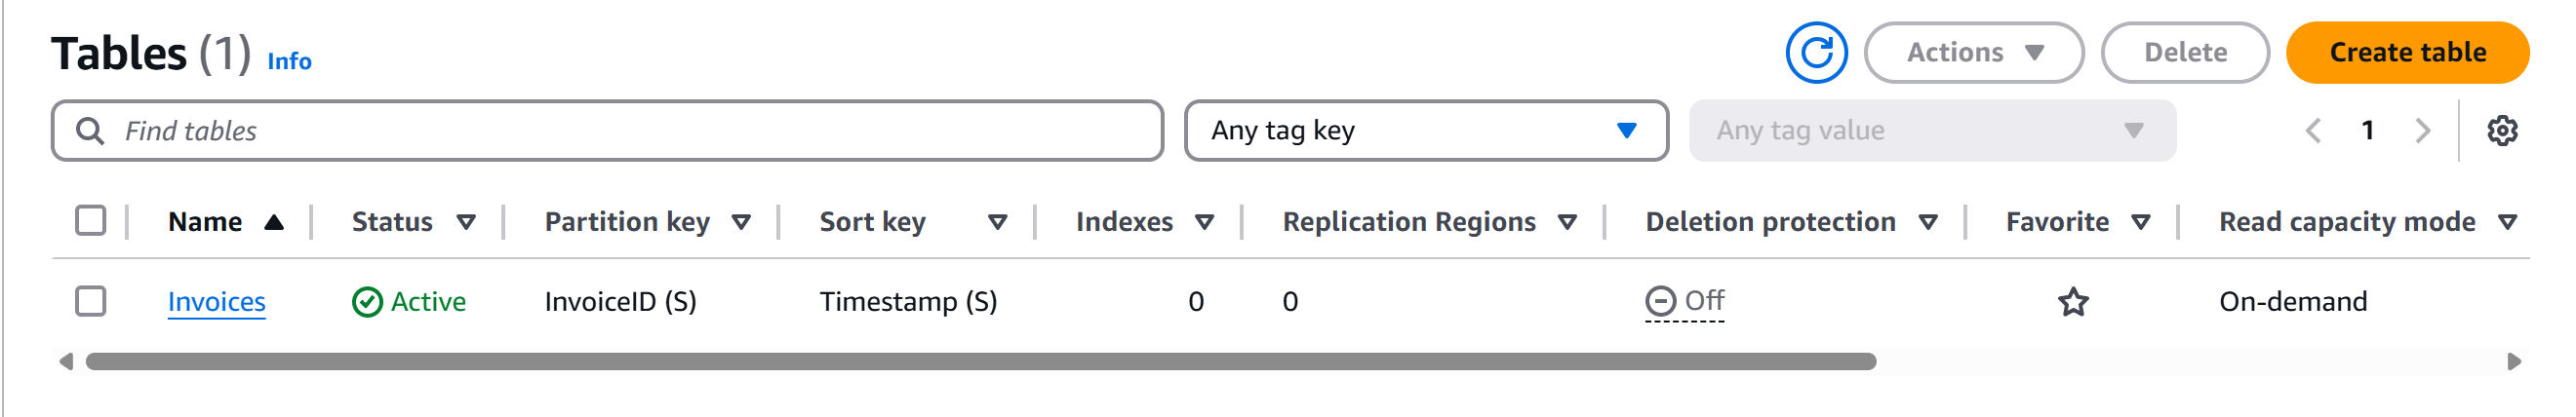 Tables (1) Info
Actions Delete Create table
Find tables Any tag key Any tag value 1
Name Status Partition key Sort key Indexes Replication Regions Deletion protection Favorite Read capacity mode
Invoices Active InvoiceID (S) Timestamp (S) 0 0 Off On-demand